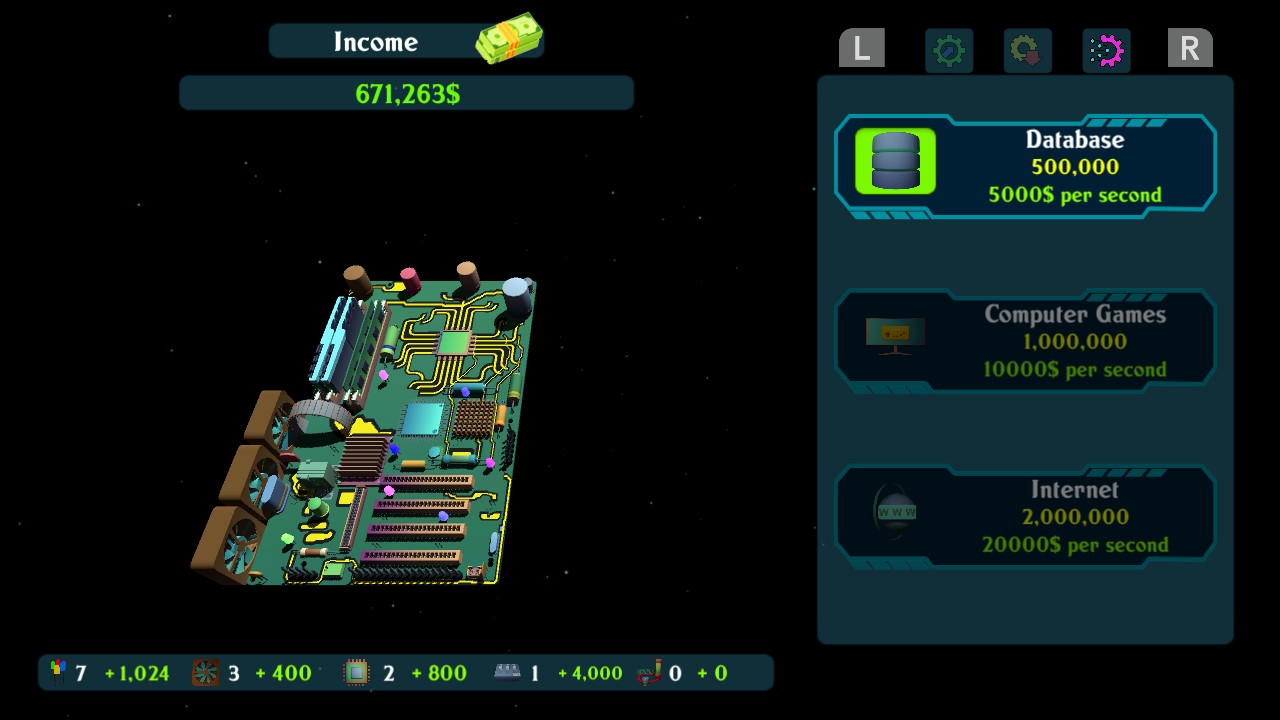 Income
671,263$
L
R
Database
500,000
5000$ per second
Computer Games
1,000,000
10000$ per second
WWW
Internet
2,000,000
20000$ per second
7 +1,024 3 + 400 2 + 800 1 + 4,000 0 + 0